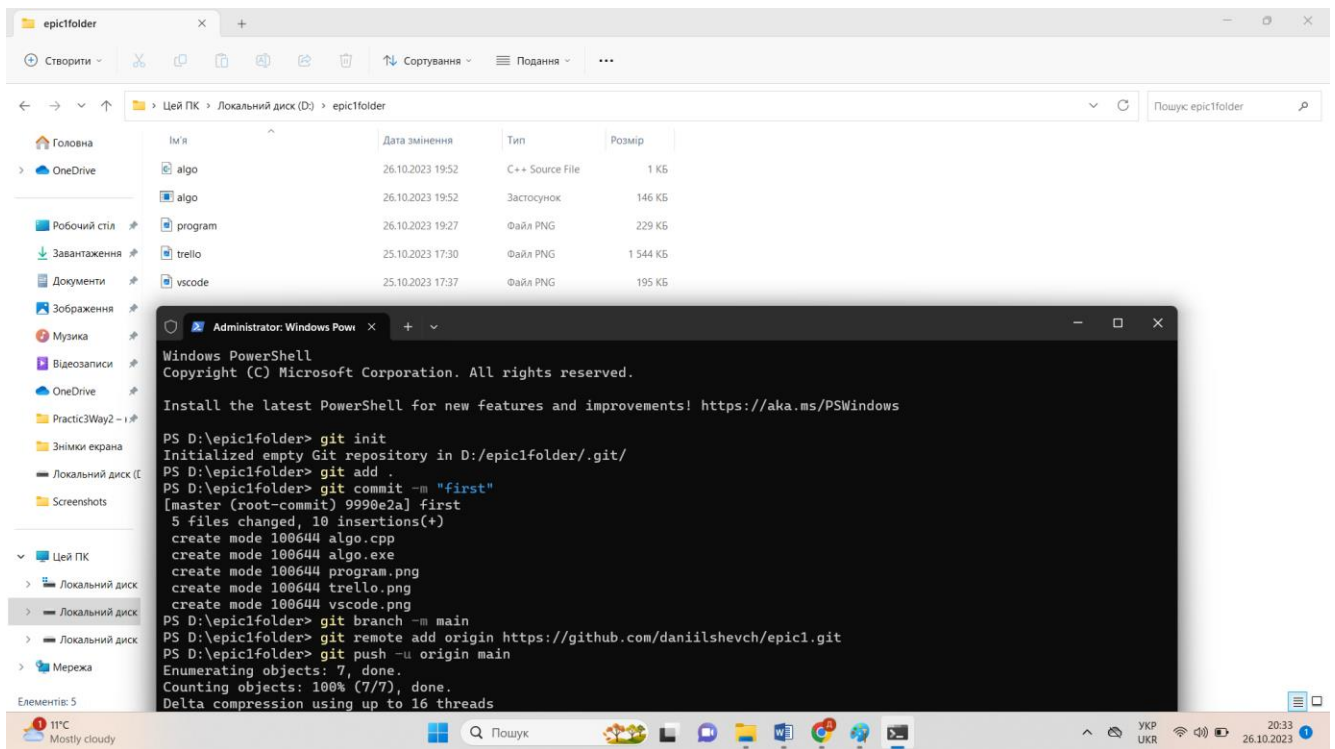 epic1folder
Створити
Сортування
Подання
Цей ПК > Локальний диск (D:) > epic1folder
Пошук: epic1folder
Ім'я Дата змінення Тип Розмір
algo 26.10.2023 19:52 C++ Source File 1 КБ
algo 26.10.2023 19:52 Застосунок 146 КБ
program 26.10.2023 19:27 Файл PNG 229 КБ
trello 25.10.2023 17:30 Файл PNG 1 544 КБ
vscode 25.10.2023 17:37 Файл PNG 195 КБ
Головна
OneDrive
Робочий стіл
Завантаження
Документи
Зображення
Музика
Відеозаписи
OneDrive
Practic3Way2 –
Знімки екрана
Локальний диск (D
Screenshots
Цей ПК
Локальний диск
Локальний диск
Локальний диск
Мережа
Елементів: 5
Administrator: Windows Powe
Windows PowerShell
Copyright (C) Microsoft Corporation. All rights reserved.
Install the latest PowerShell for new features and improvements! https://aka.ms/PSWindows
PS D:\epic1folder> git init
Initialized empty Git repository in D:/epic1folder/.git/
PS D:\epic1folder> git add .
PS D:\epic1folder> git commit -m "first"
[master (root-commit) 9990e2a] first
5 files changed, 10 insertions(+)
create mode 100644 algo.cpp
create mode 100644 algo.exe
create mode 100644 program.png
create mode 100644 trello.png
create mode 100644 vscode.png
PS D:\epic1folder> git branch -m main
PS D:\epic1folder> git remote add origin https://github.com/daniilshevch/epic1.git
PS D:\epic1folder> git push -u origin main
Enumerating objects: 7, done.
Counting objects: 100% (7/7), done.
Delta compression using up to 16 threads
1
11°C
Mostly cloudy
Пошук
УКР
UKR
20:33
26.10.2023
1